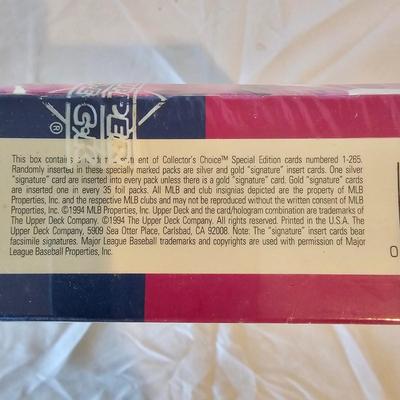 This box contains a random assortment of Collector's Choice™ Special Edition cards numbered 1-265.
Randomly inserted in these specially marked packs are silver and gold "signature" insert cards. One silver
"signature" card are inserted into every pack unless there is a gold "signature" card. Gold "signature" cards
are inserted one in every 35 foil packs. All MLB and club insignias depicted are the property of MLB
Properties, Inc. and the respective MLB clubs and may not be reproduced without the written consent of MLB
Properties, Inc. ©1994 MLB Properties, Inc. Upper Deck and the card/hologram combination are trademarks of
The Upper Deck Company. ©1994 The Upper Deck Company. All rights reserved. Printed in the U.S.A. The
Upper Deck Company, 5909 Sea Otter Place, Carlsbad, CA 92008. Note: The "signature" insert cards bear
facsimile signatures. Major League Baseball trademarks and copyrights are used with permission of Major
League Baseball Properties, Inc.
0
®